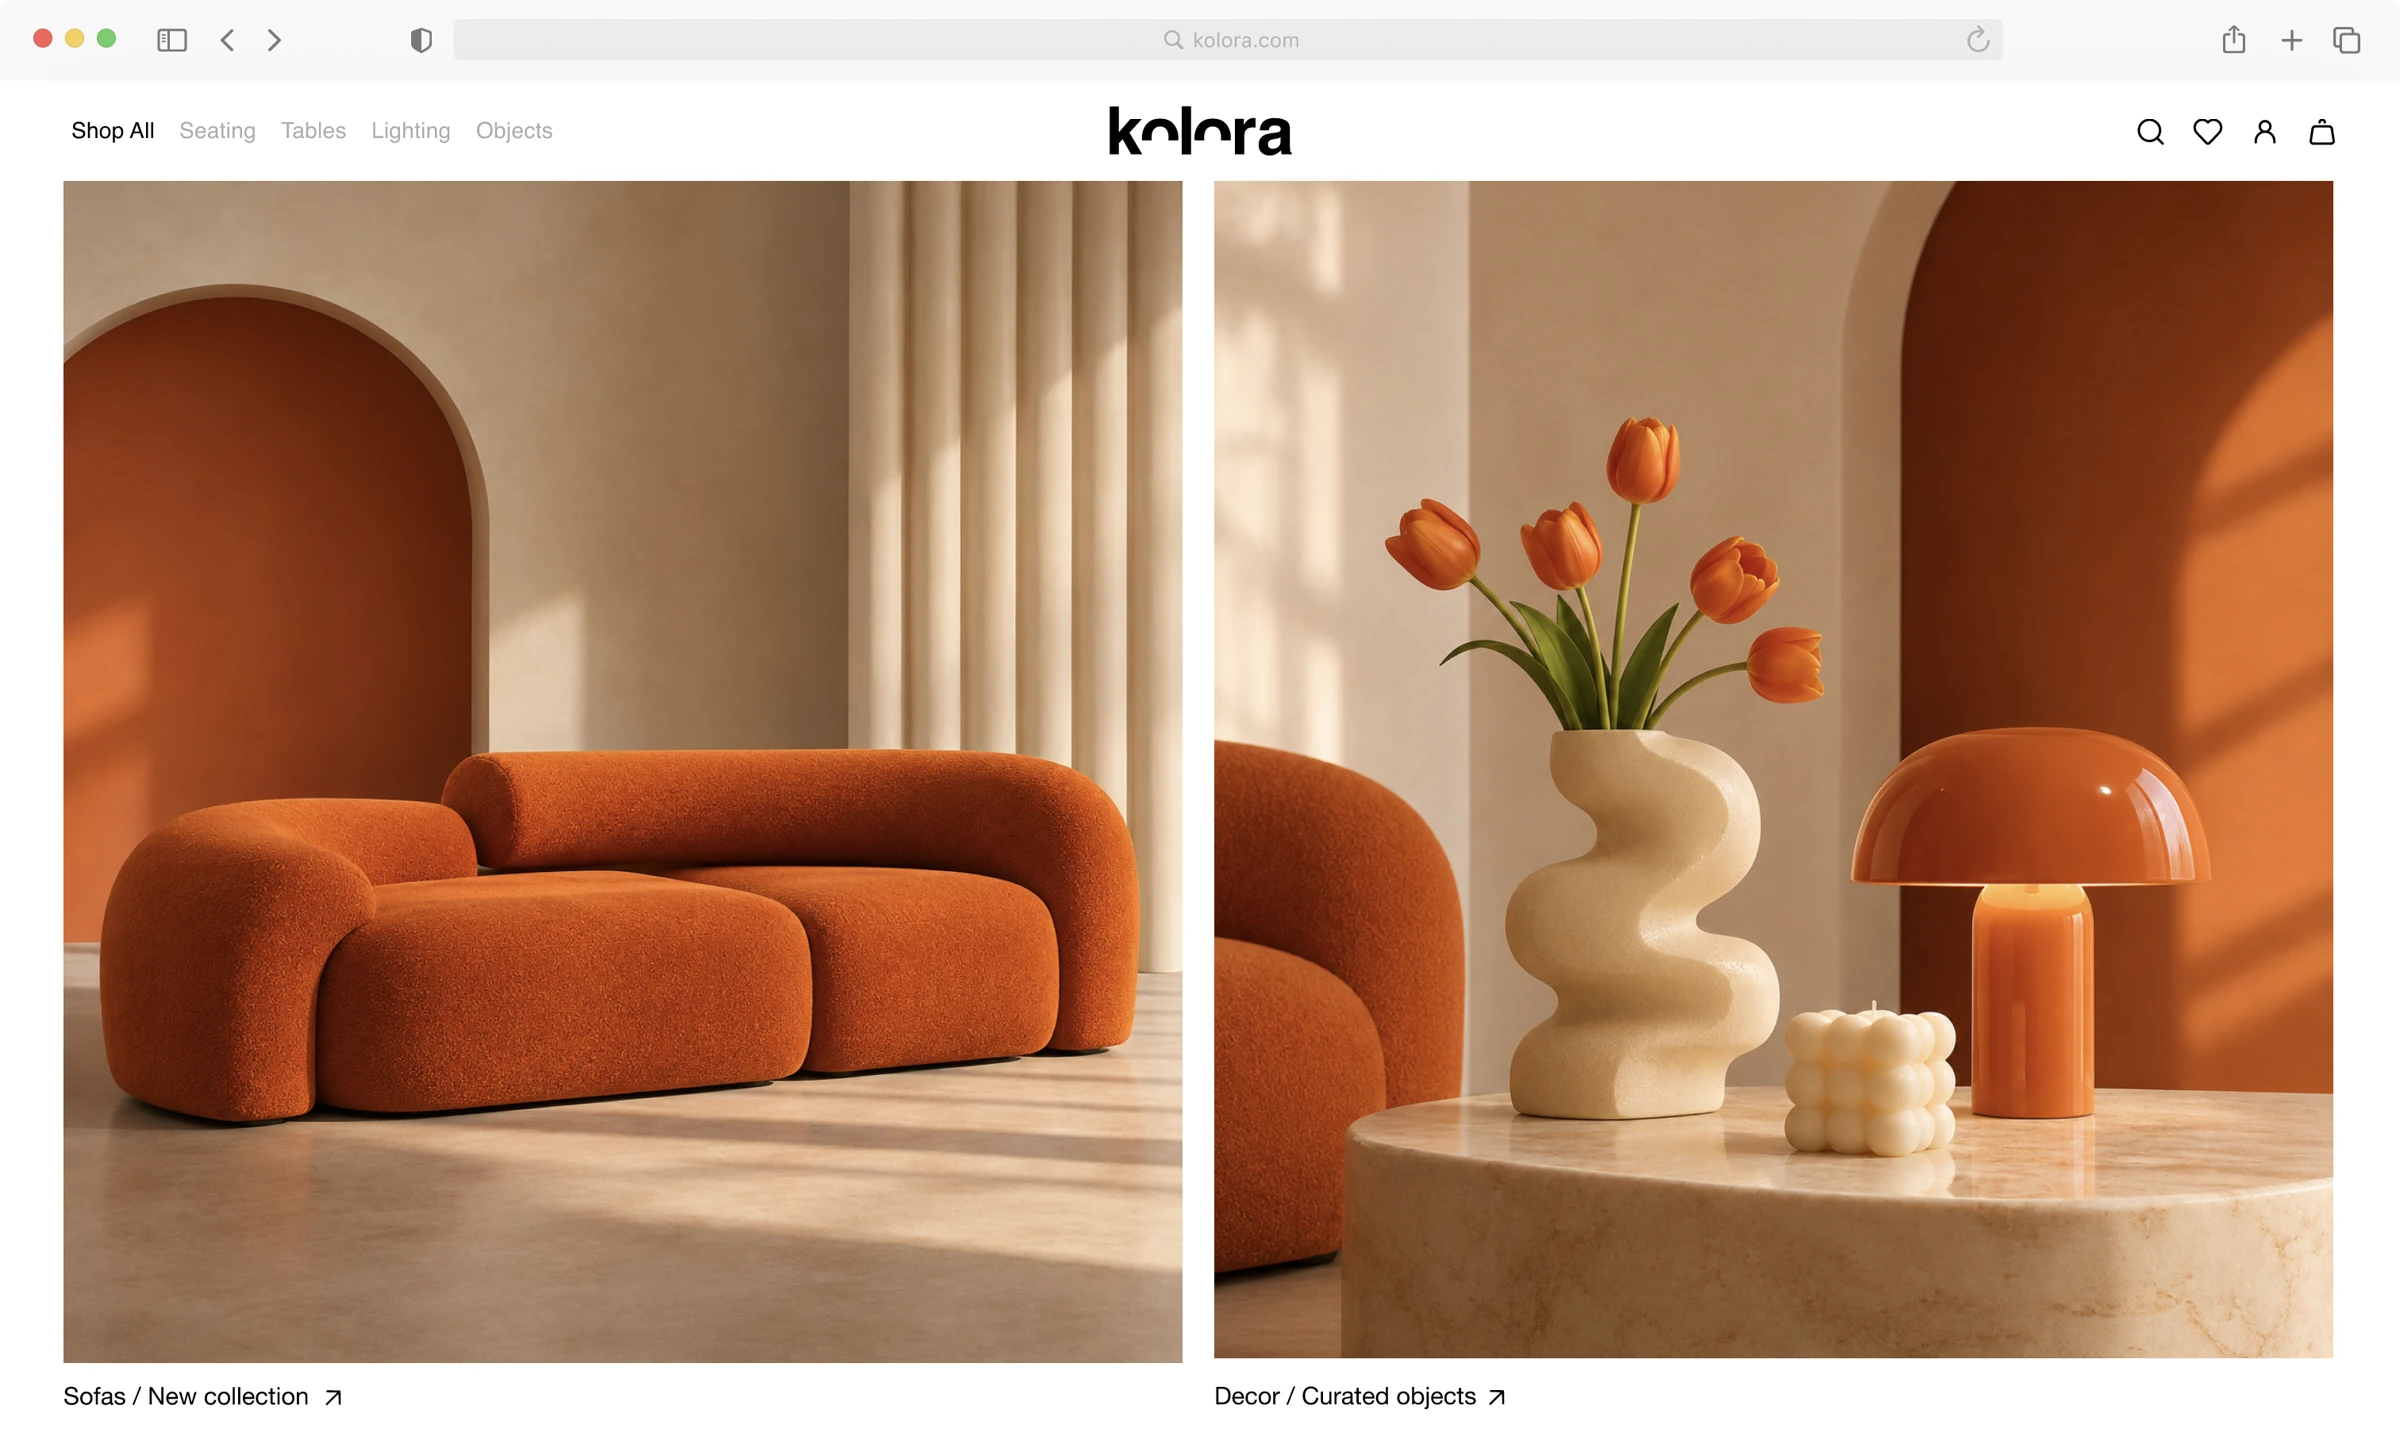 kolora.com
Shop All Seating Tables Lighting Objects
kolora
Sofas / New collection
Decor / Curated objects